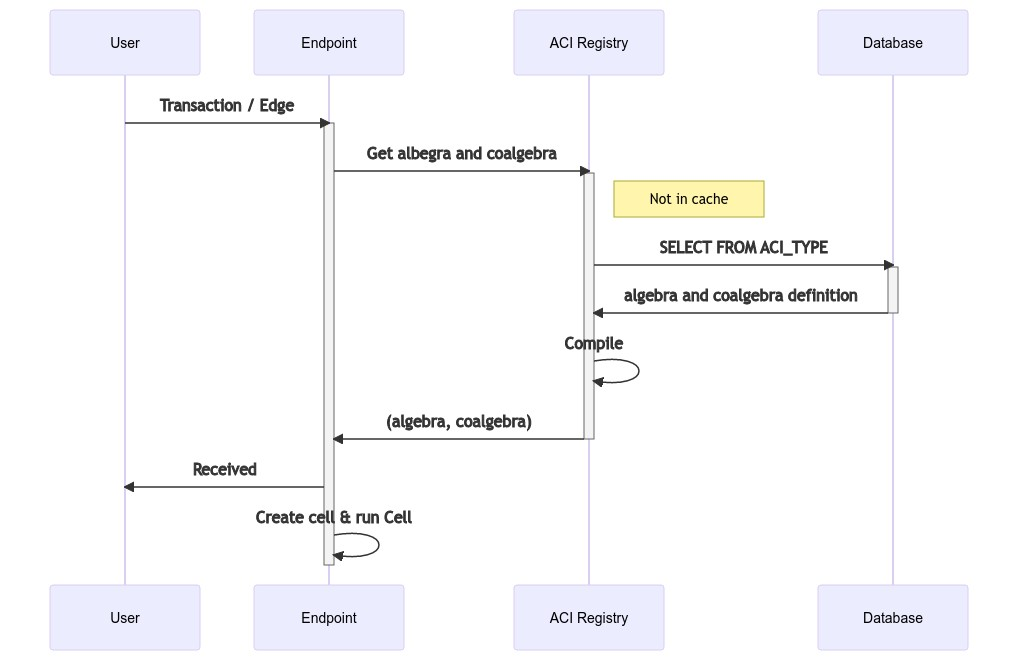 User
Endpoint
ACI Registry
Database
Transaction / Edge
Get albegra and coalgebra
Not in cache
SELECT FROM ACI_TYPE
algebra and coalgebra definition
Compile
(algebra, coalgebra)
Received
Create cell & run Cell
User
Endpoint
ACI Registry
Database